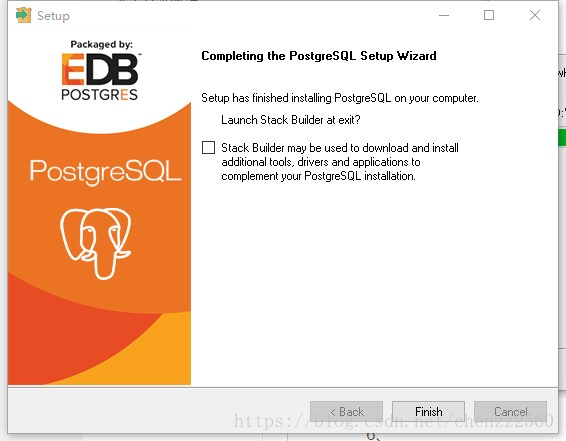 Setup
Packaged by:
EDB
POSTGRES
PostgreSQL
Completing the PostgreSQL Setup Wizard
Setup has finished installing PostgreSQL on your computer.
Launch Stack Builder at exit?
Stack Builder may be used to download and install
additional tools, drivers and applications to
complement your PostgreSQL installation.
< Back
Finish
Cancel
https://blog.csdn.net/chenzz2560
6、